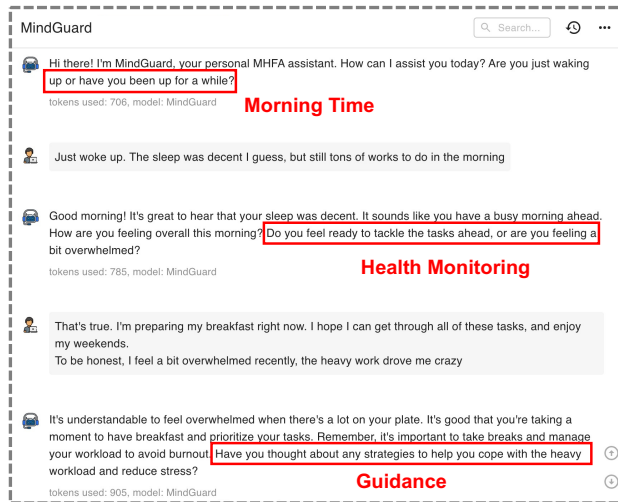 MindGuard
Search...
Hi there! I'm MindGuard, your personal MHFA assistant. How can I assist you today? Are you just waking
up or have you been up for a while?
tokens used: 706, model: MindGuard
Morning Time
Just woke up. The sleep was decent I guess, but still tons of works to do in the morning
Good morning! It's great to hear that your sleep was decent. It sounds like you have a busy morning ahead.
How are you feeling overall this morning? Do you feel ready to tackle the tasks ahead, or are you feeling a
bit overwhelmed?
tokens used: 785, model: MindGuard
Health Monitoring
That's true. I'm preparing my breakfast right now. I hope I can get through all of these tasks, and enjoy
my weekends.
To be honest, I feel a bit overwhelmed recently, the heavy work drove me crazy
It's understandable to feel overwhelmed when there's a lot on your plate. It's good that you're taking a
moment to have breakfast and prioritize your tasks. Remember, it's important to take breaks and manage
your workload to avoid burnout. Have you thought about any strategies to help you cope with the heavy
workload and reduce stress?
Guidance
tokens used: 905, model: MindGuard